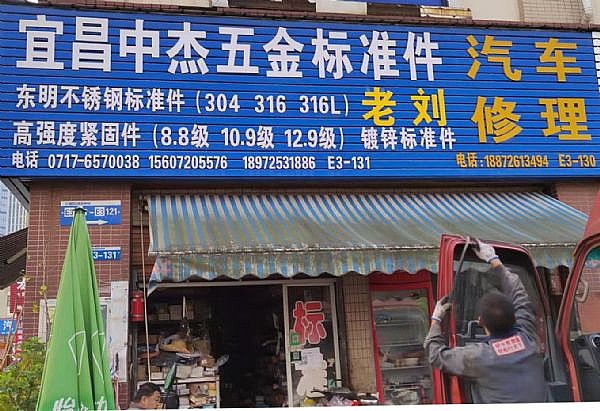 宜昌中杰五金标准件
东明不锈钢标准件（304 316 316L）
高强度紧固件（8.8级 10.9级 12.9级）镀锌标准件
电话 0717-6570038 15607205576 18972531886 E3-131
汽车
老刘 修理
电话:18872613494 E3-130
121
-131
标